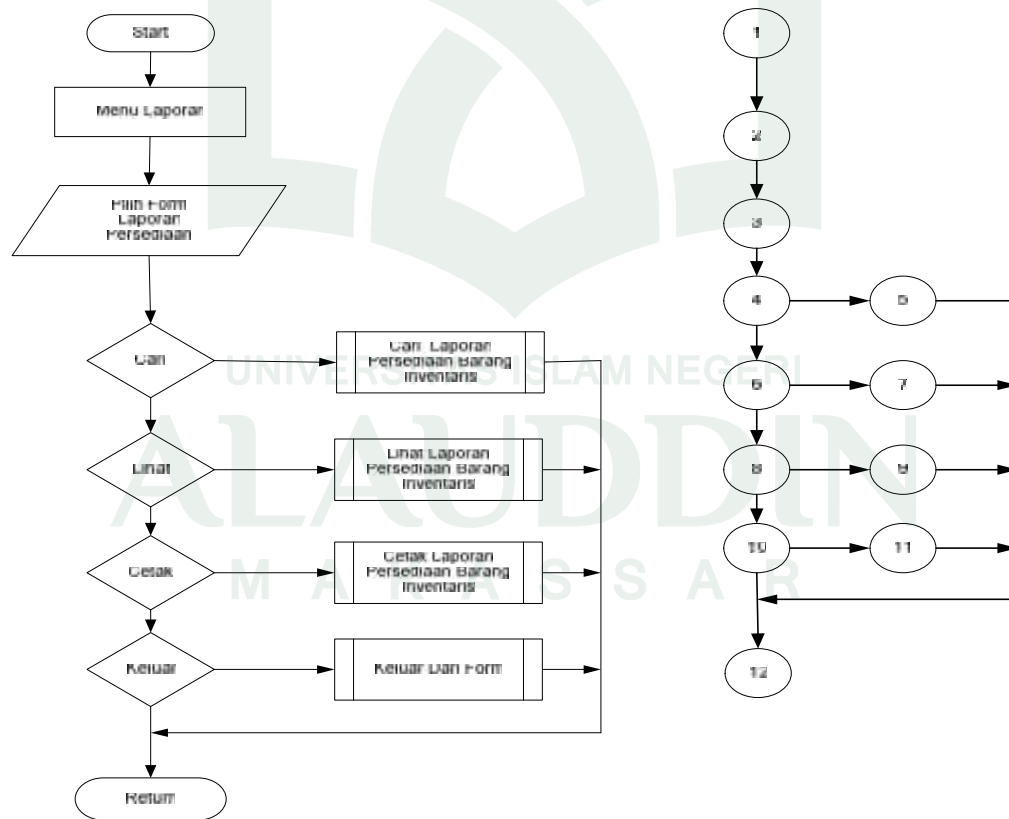 Start
Menu Laporan
Pilih Form
Laporan
Persediaan
Cari
Cari Laporan
Persediaan Barang
Inventaris
Lihat
Lihat Laporan
Persediaan Barang
Inventaris
Cetak
Cetak Laporan
Persediaan Barang
Inventaris
Keluar
Keluar Dari Form
Return
1
2
3
4
5
6
7
8
9
10
11
12
UNIVERSITAS ISLAM NEGERI
ALAUDDIN
MAKASSAR